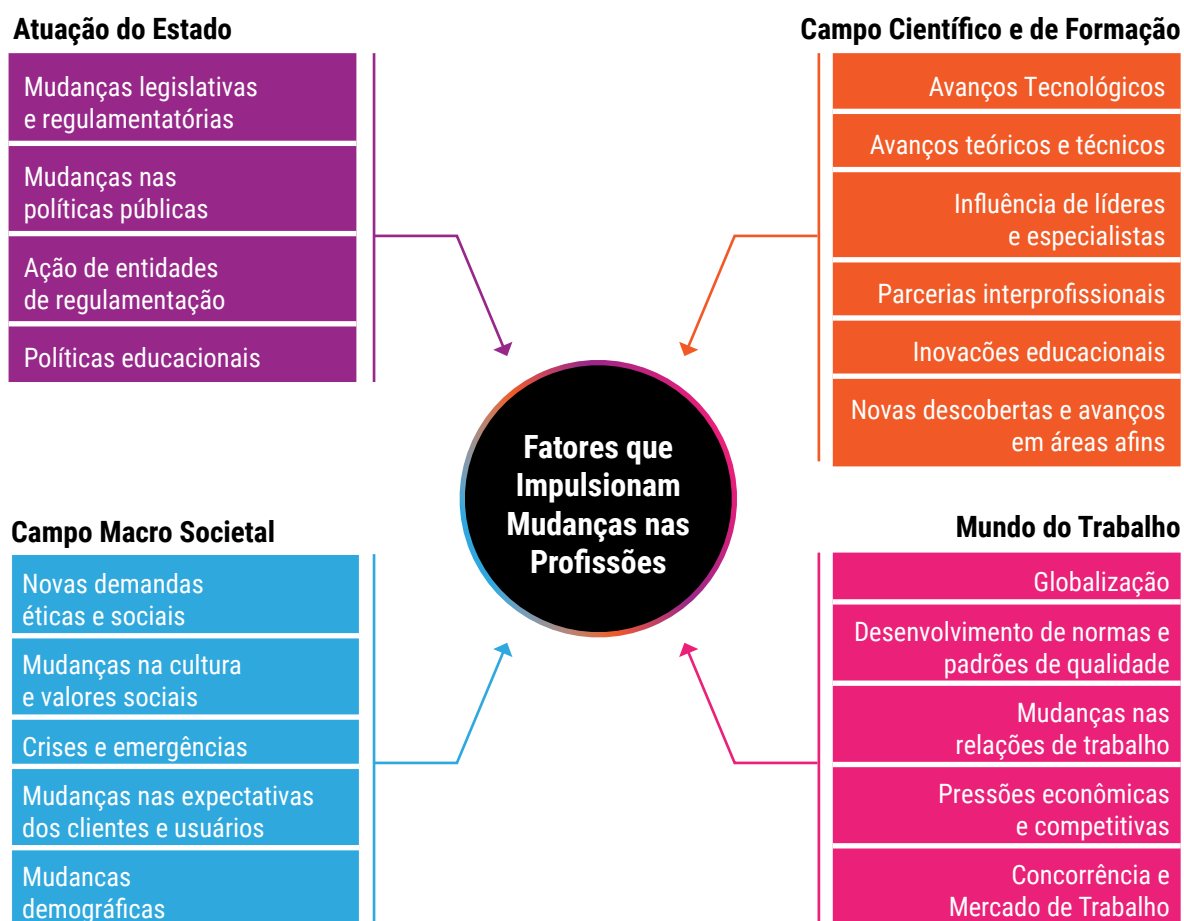 Atuação do Estado
Mudanças legislativas
e regulamentatórias
Mudanças nas
políticas públicas
Ação de entidades
de regulamentação
Políticas educacionais
Campo Científico e de Formação
Avanços Tecnológicos
Avanços teóricos e técnicos
Influência de líderes
e especialistas
Parcerias interprofissionais
Inovacões educacionais
Novas descobertas e avanços
em áreas afins
Fatores que
Impulsionam
Mudanças nas
Profissões
Campo Macro Societal
Novas demandas
éticas e sociais
Mudanças na cultura
e valores sociais
Crises e emergências
Mudanças nas expectativas
dos clientes e usuários
Mudancas
demográficas
Mundo do Trabalho
Globalização
Desenvolvimento de normas e
padrões de qualidade
Mudanças nas
relações de trabalho
Pressões econômicas
e competitivas
Concorrência e
Mercado de Trabalho